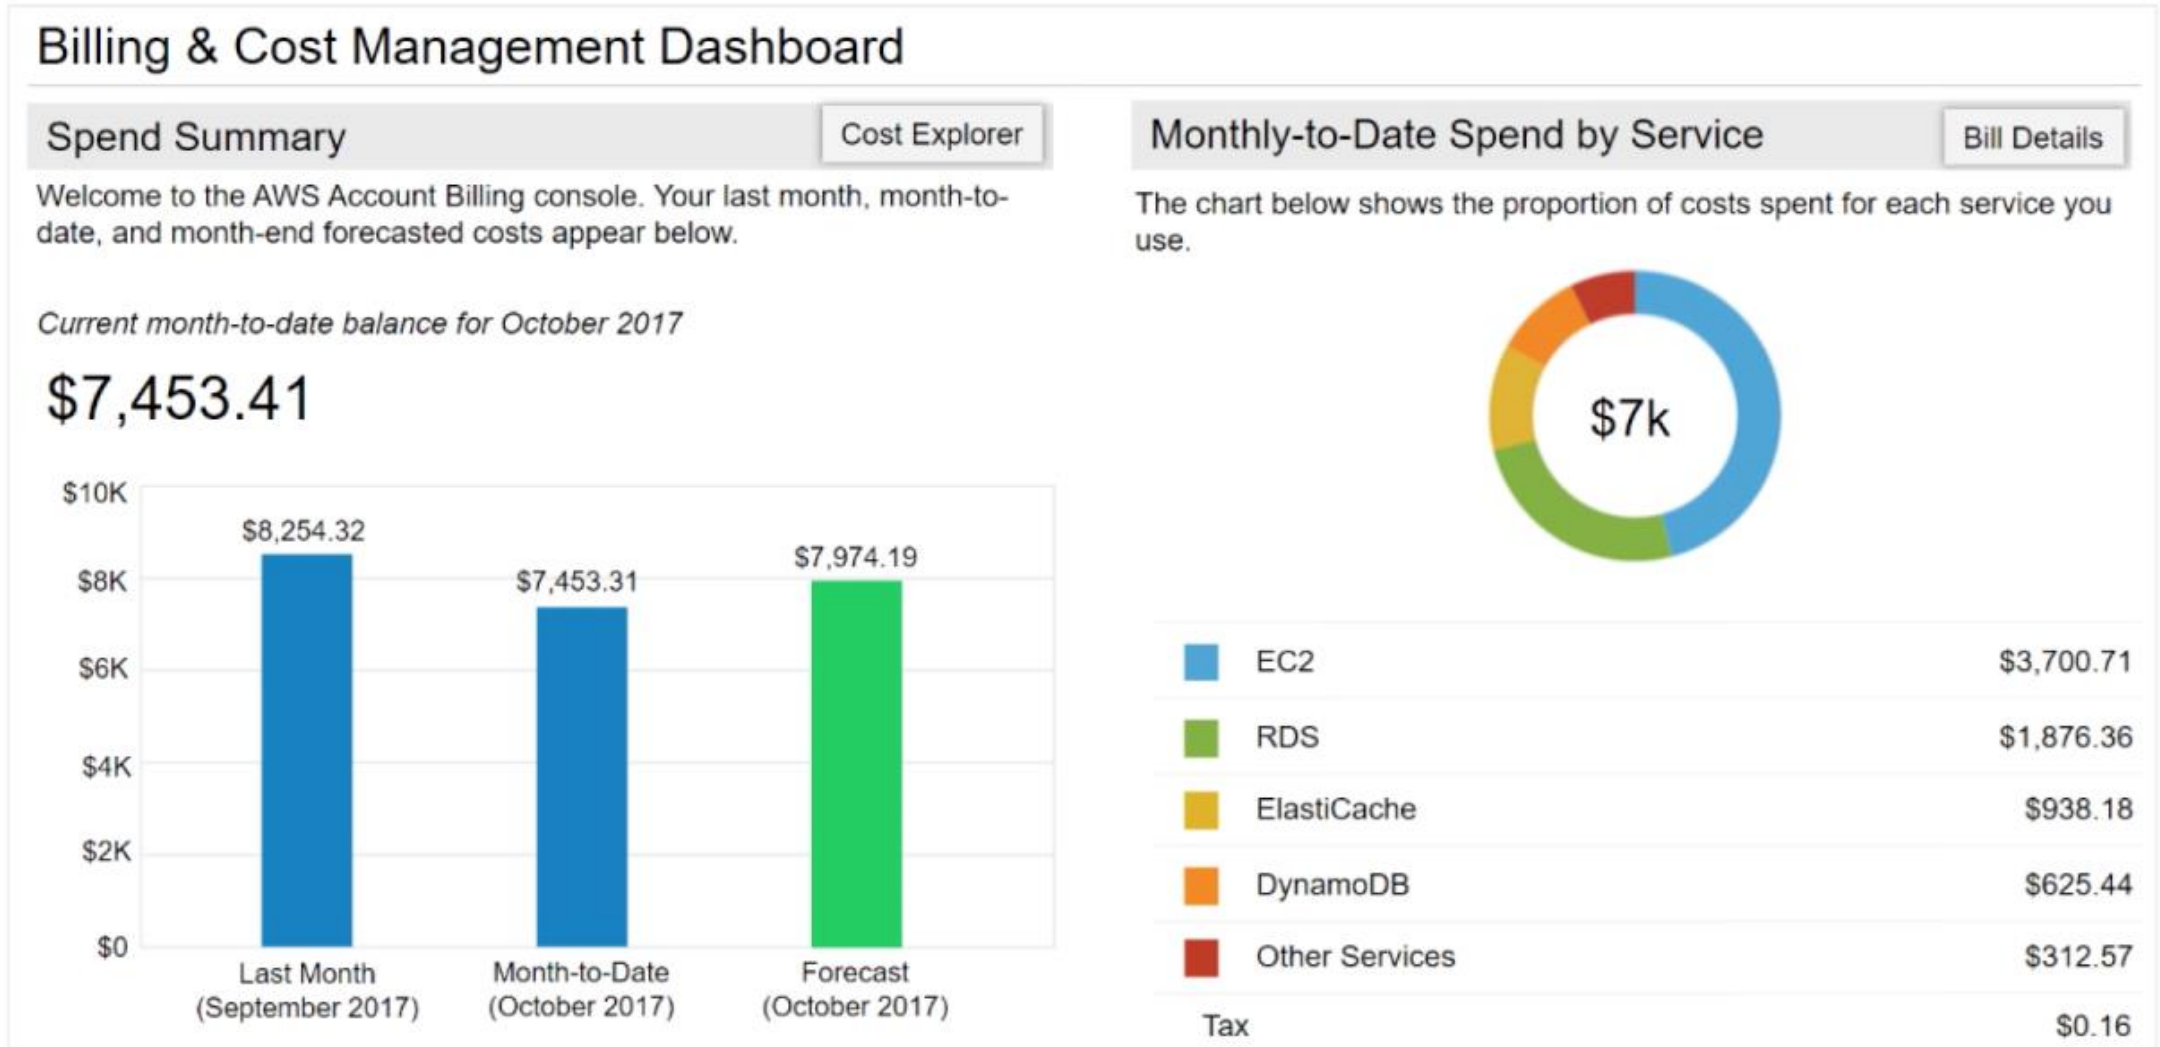 Billing & Cost Management Dashboard
Spend Summary
Cost Explorer
Welcome to the AWS Account Billing console. Your last month, month-to-
date, and month-end forecasted costs appear below.
Current month-to-date balance for October 2017
$7,453.41
$10K
$8K
$6K
$4K
$2K
$0
$8,254.32
$7,453.31
$7,974.19
Last Month
(September 2017)
Month-to-Date
(October 2017)
Forecast
(October 2017)
Monthly-to-Date Spend by Service
Bill Details
The chart below shows the proportion of costs spent for each service you
use.
$7k
EC2 $3,700.71
RDS $1,876.36
ElastiCache $938.18
DynamoDB $625.44
Other Services $312.57
Tax $0.16